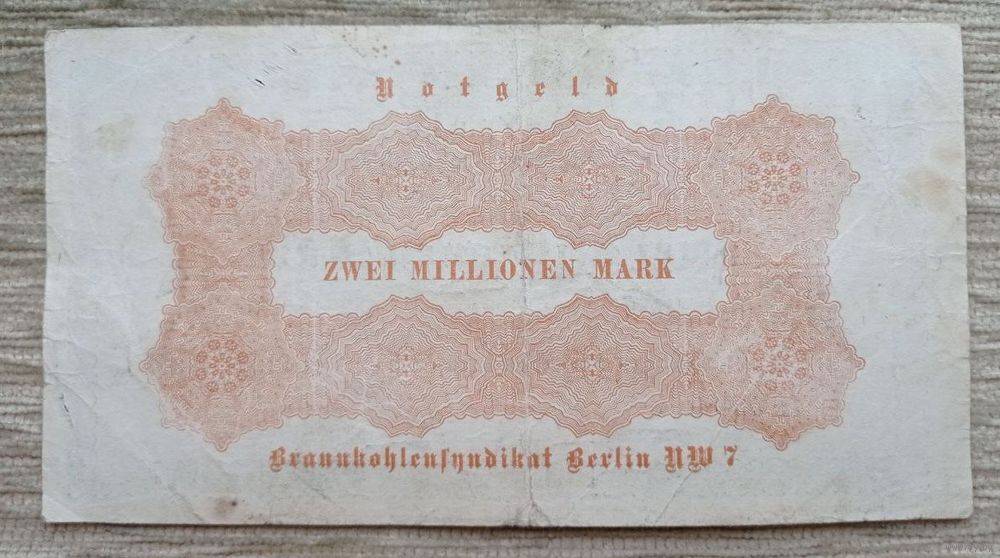 Notgeld
ZWEI MILLIONEN MARK
Braunkohlenſyndikat Berlin NW 7